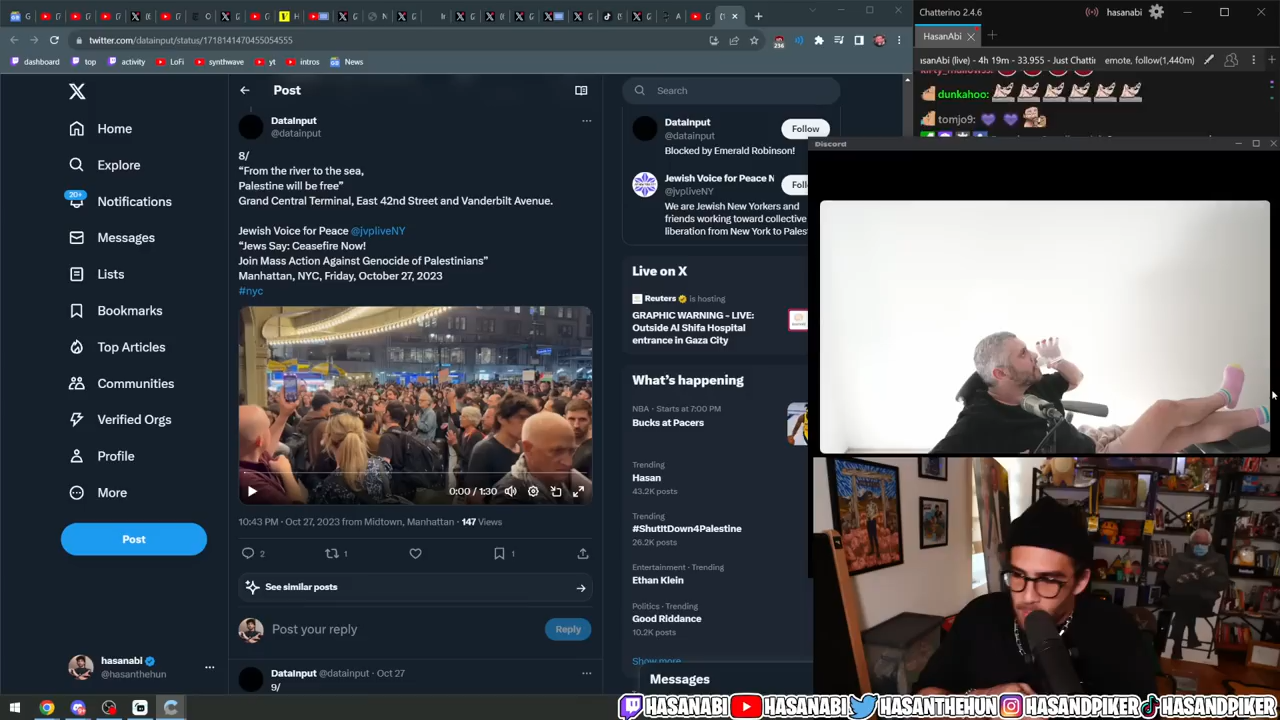 twitter.com/datainput/status/1718141470455054555
dashboard
top
activity
LoFi
synthwave
yt
intros
News
Home
Explore
20+
Notifications
Messages
Lists
Bookmarks
Top Articles
Communities
Verified Orgs
Profile
More
Post
hasanabi
@hasanthehun
Post
DataInput
@datainput
8/
“From the river to the sea,
Palestine will be free”
Grand Central Terminal, East 42nd Street and Vanderbilt Avenue.
Jewish Voice for Peace @jvpliveNY
“Jews Say: Ceasefire Now!
Join Mass Action Against Genocide of Palestinians”
Manhattan, NYC, Friday, October 27, 2023
#nyc
0:00 / 1:30
10:43 PM · Oct 27, 2023 from Midtown, Manhattan · 147 Views
2
1
1
See similar posts
Post your reply
Reply
DataInput @datainput · Oct 27
9/
Search
DataInput
@datainput
Follow
Blocked by Emerald Robinson!
Jewish Voice for Peace N
@jvpliveNY
Foll
We are Jewish New Yorkers and
friends working toward collective
liberation from New York to Pales
Live on X
Reuters is hosting
GRAPHIC WARNING - LIVE:
Outside Al Shifa Hospital
entrance in Gaza City
What’s happening
NBA · Starts at 7:00 PM
Bucks at Pacers
Trending
Hasan
43.2K posts
Trending
#ShutItDown4Palestine
26.2K posts
Entertainment · Trending
Ethan Klein
Politics · Trending
Good Riddance
10.2K posts
Show more
Messages
Chatterino 2.4.6
hasanabi
HasanAbi
asanAbi (live) - 4h 19m - 33,955 - Just Chattin
emote, follow(1,440m)
dunkahoo:
tomjo9:
Discord
HASANABI
HASANABI
HASANTHEHUN
HASANDPIKER
HASANDPIKER